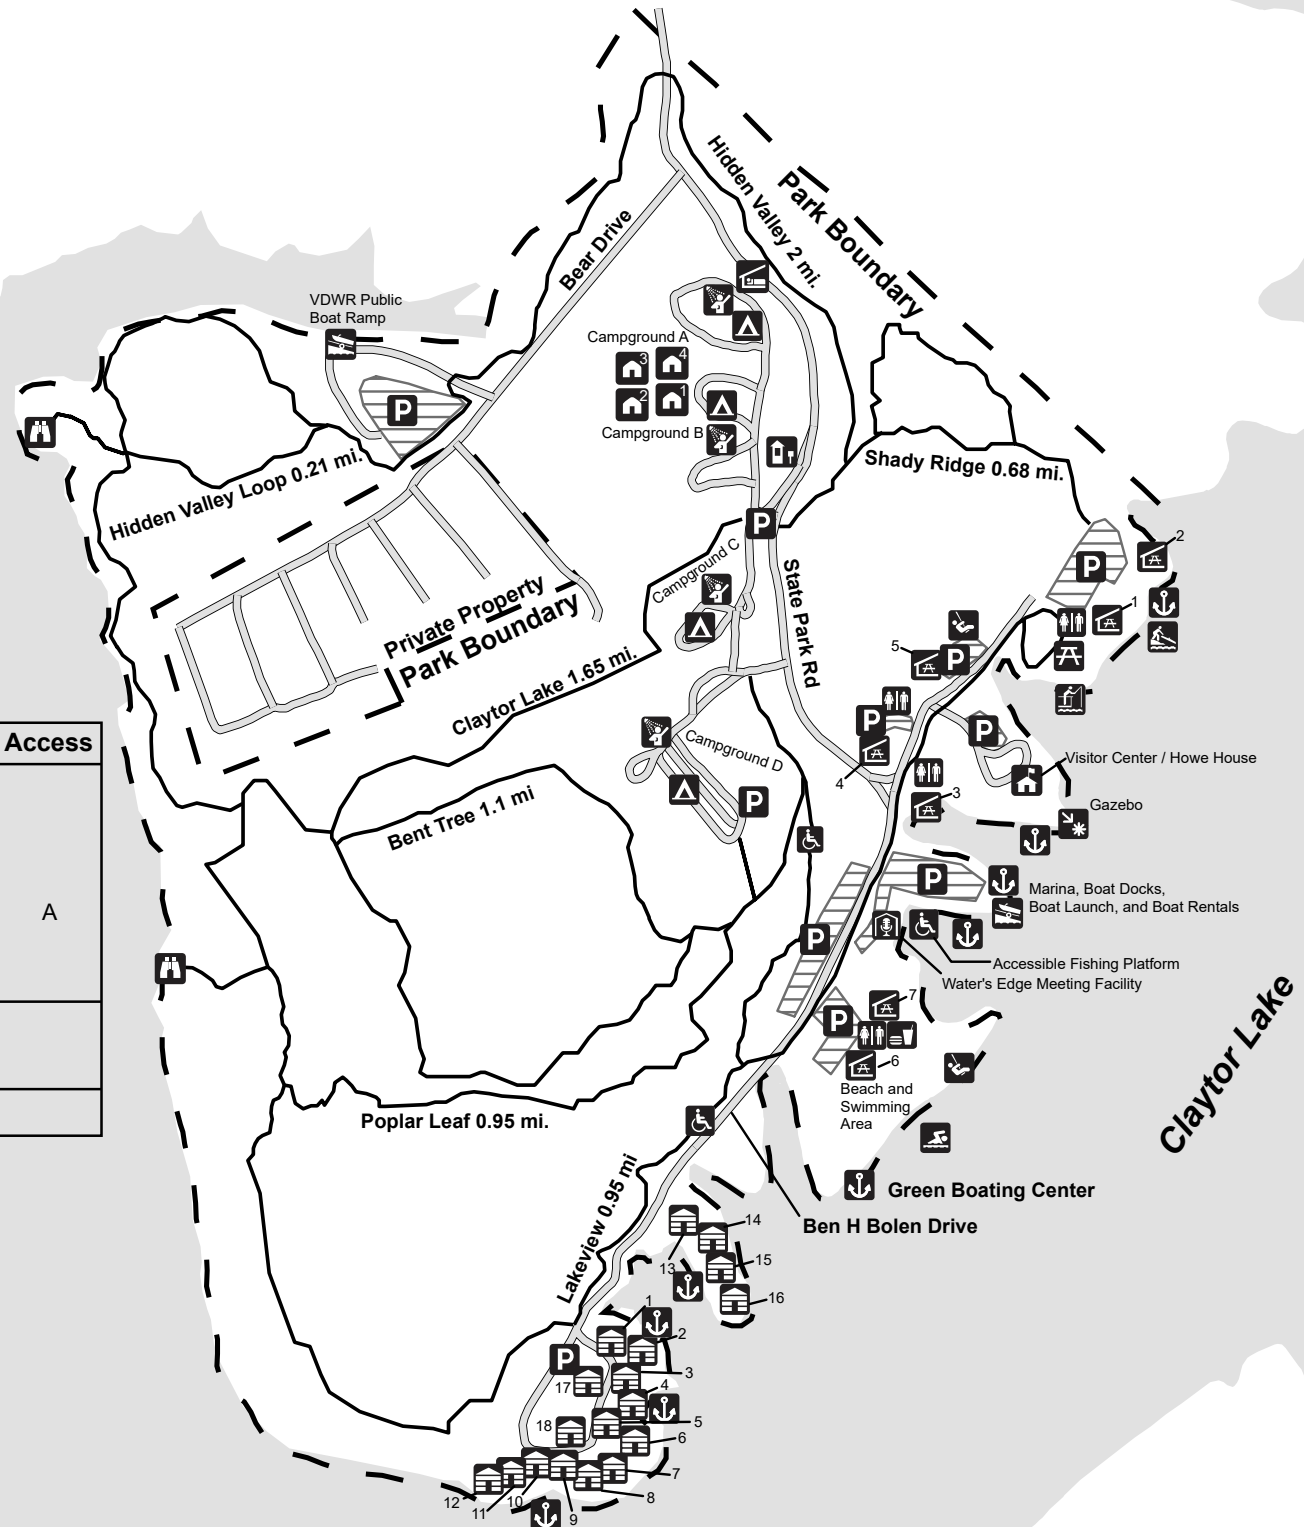 Hidden Valley 2 mi.
Park Boundary
Bear Drive
VDWR Public
Boat Ramp
Campground A
3
4
2
1
Campground B
P
Hidden Valley Loop 0.21 mi.
Shady Ridge 0.68 mi.
P
Campground C
State Park Rd
P
2
1
Private Property
Park Boundary
Claytor Lake 1.65 mi.
5
P
P
P
4
Campground D
P
Visitor Center / Howe House
3
Gazebo
Access
A
Bent Tree 1.1 mi
P
Marina, Boat Docks,
Boat Launch, and Boat Rentals
P
Accessible Fishing Platform
Water's Edge Meeting Facility
7
P
6
Beach and
Swimming
Area
Claytor Lake
Poplar Leaf 0.95 mi.
Green Boating Center
Ben H Bolen Drive
Lakeview 0.95 mi
14
13
15
16
1
2
P
3
17
4
5
18
6
7
8
12
11
10
9